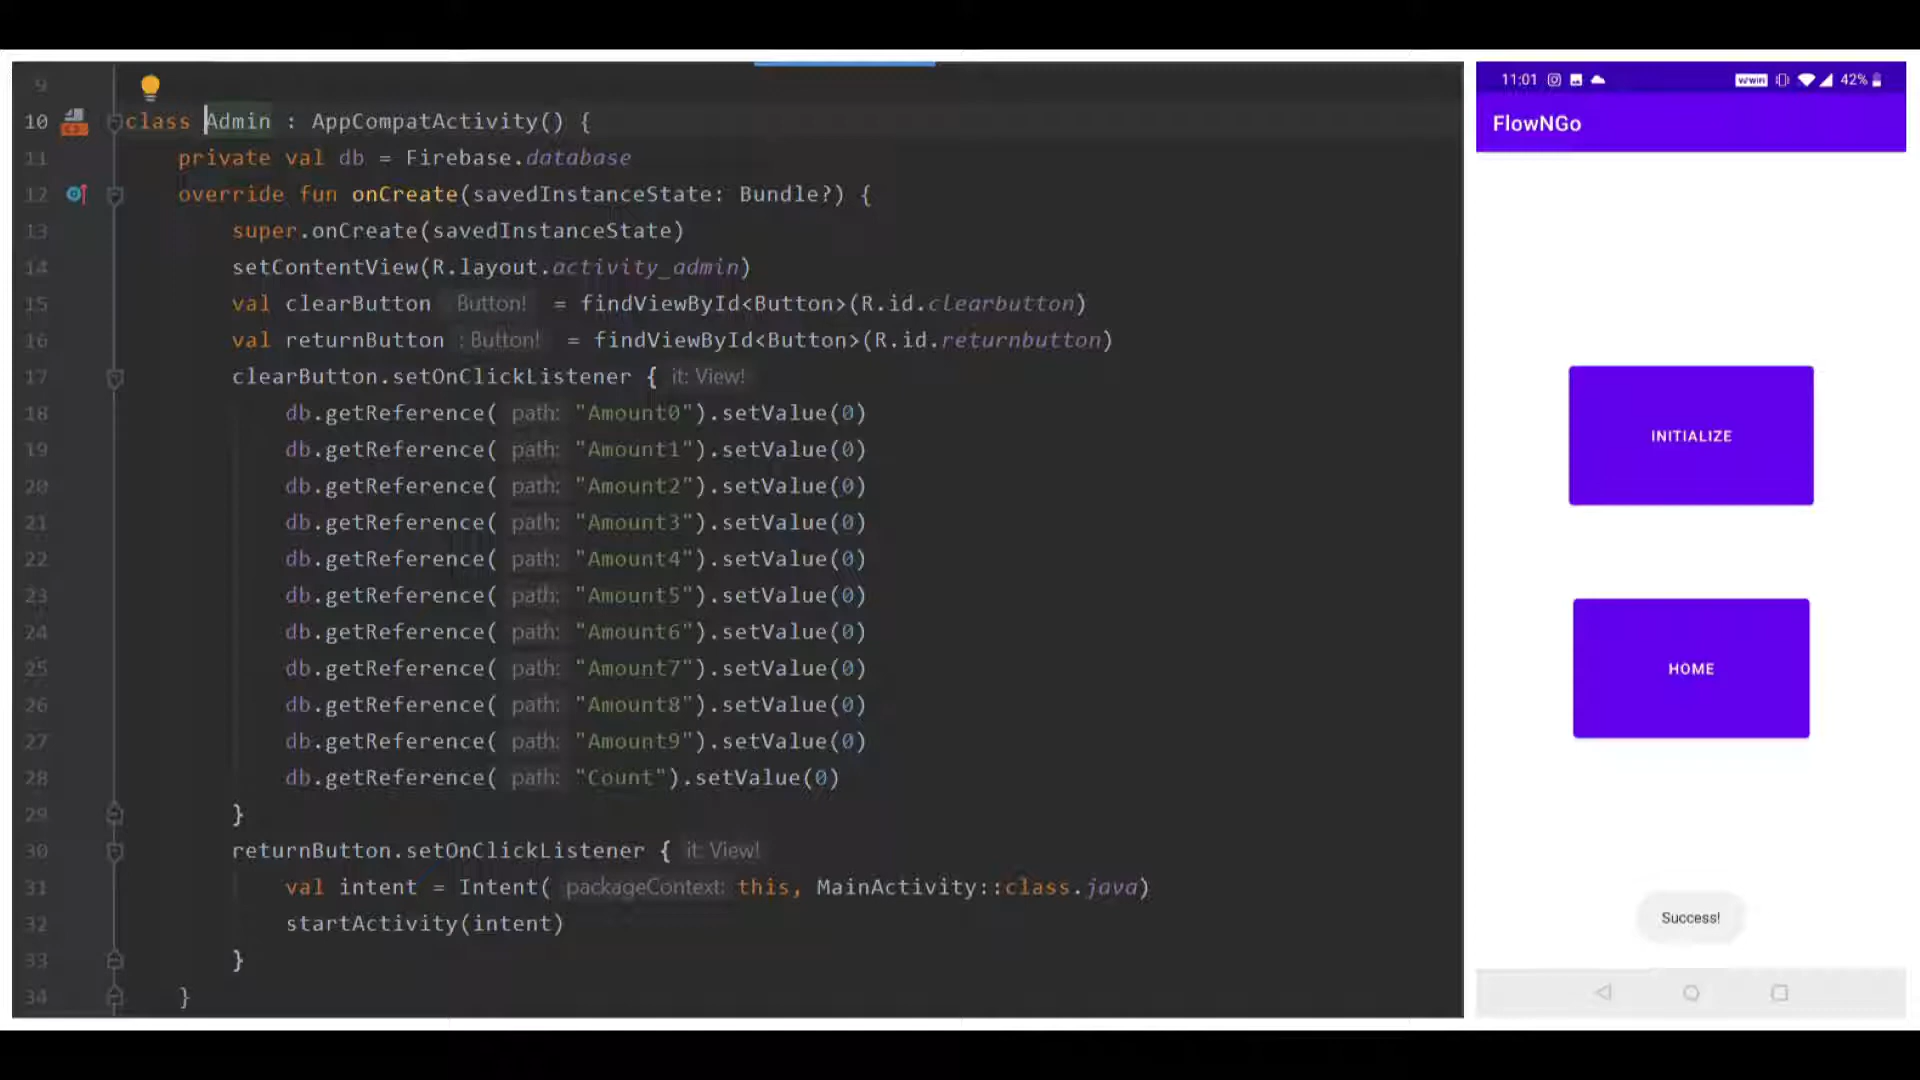 9
10 class Admin : AppCompatActivity() {
11 private val db = Firebase.database
12 override fun onCreate(savedInstanceState: Bundle?) {
13 super.onCreate(savedInstanceState)
14 setContentView(R.layout.activity_admin)
15 val clearButton Button! = findViewById<Button>(R.id.clearbutton)
16 val returnButton : Button! = findViewById<Button>(R.id.returnbutton)
17 clearButton.setOnClickListener { it: View!
18 db.getReference( path: "Amount0").setValue(0)
19 db.getReference( path: "Amount1").setValue(0)
20 db.getReference( path: "Amount2").setValue(0)
21 db.getReference( path: "Amount3").setValue(0)
22 db.getReference( path: "Amount4").setValue(0)
23 db.getReference( path: "Amount5").setValue(0)
24 db.getReference( path: "Amount6").setValue(0)
25 db.getReference( path: "Amount7").setValue(0)
26 db.getReference( path: "Amount8").setValue(0)
27 db.getReference( path: "Amount9").setValue(0)
28 db.getReference( path: "Count").setValue(0)
29 }
30 returnButton.setOnClickListener { it: View!
31 val intent = Intent( packageContext: this, MainActivity::class.java)
32 startActivity(intent)
33 }
34 }
11:01 42%
FlowNGo
INITIALIZE
HOME
Success!